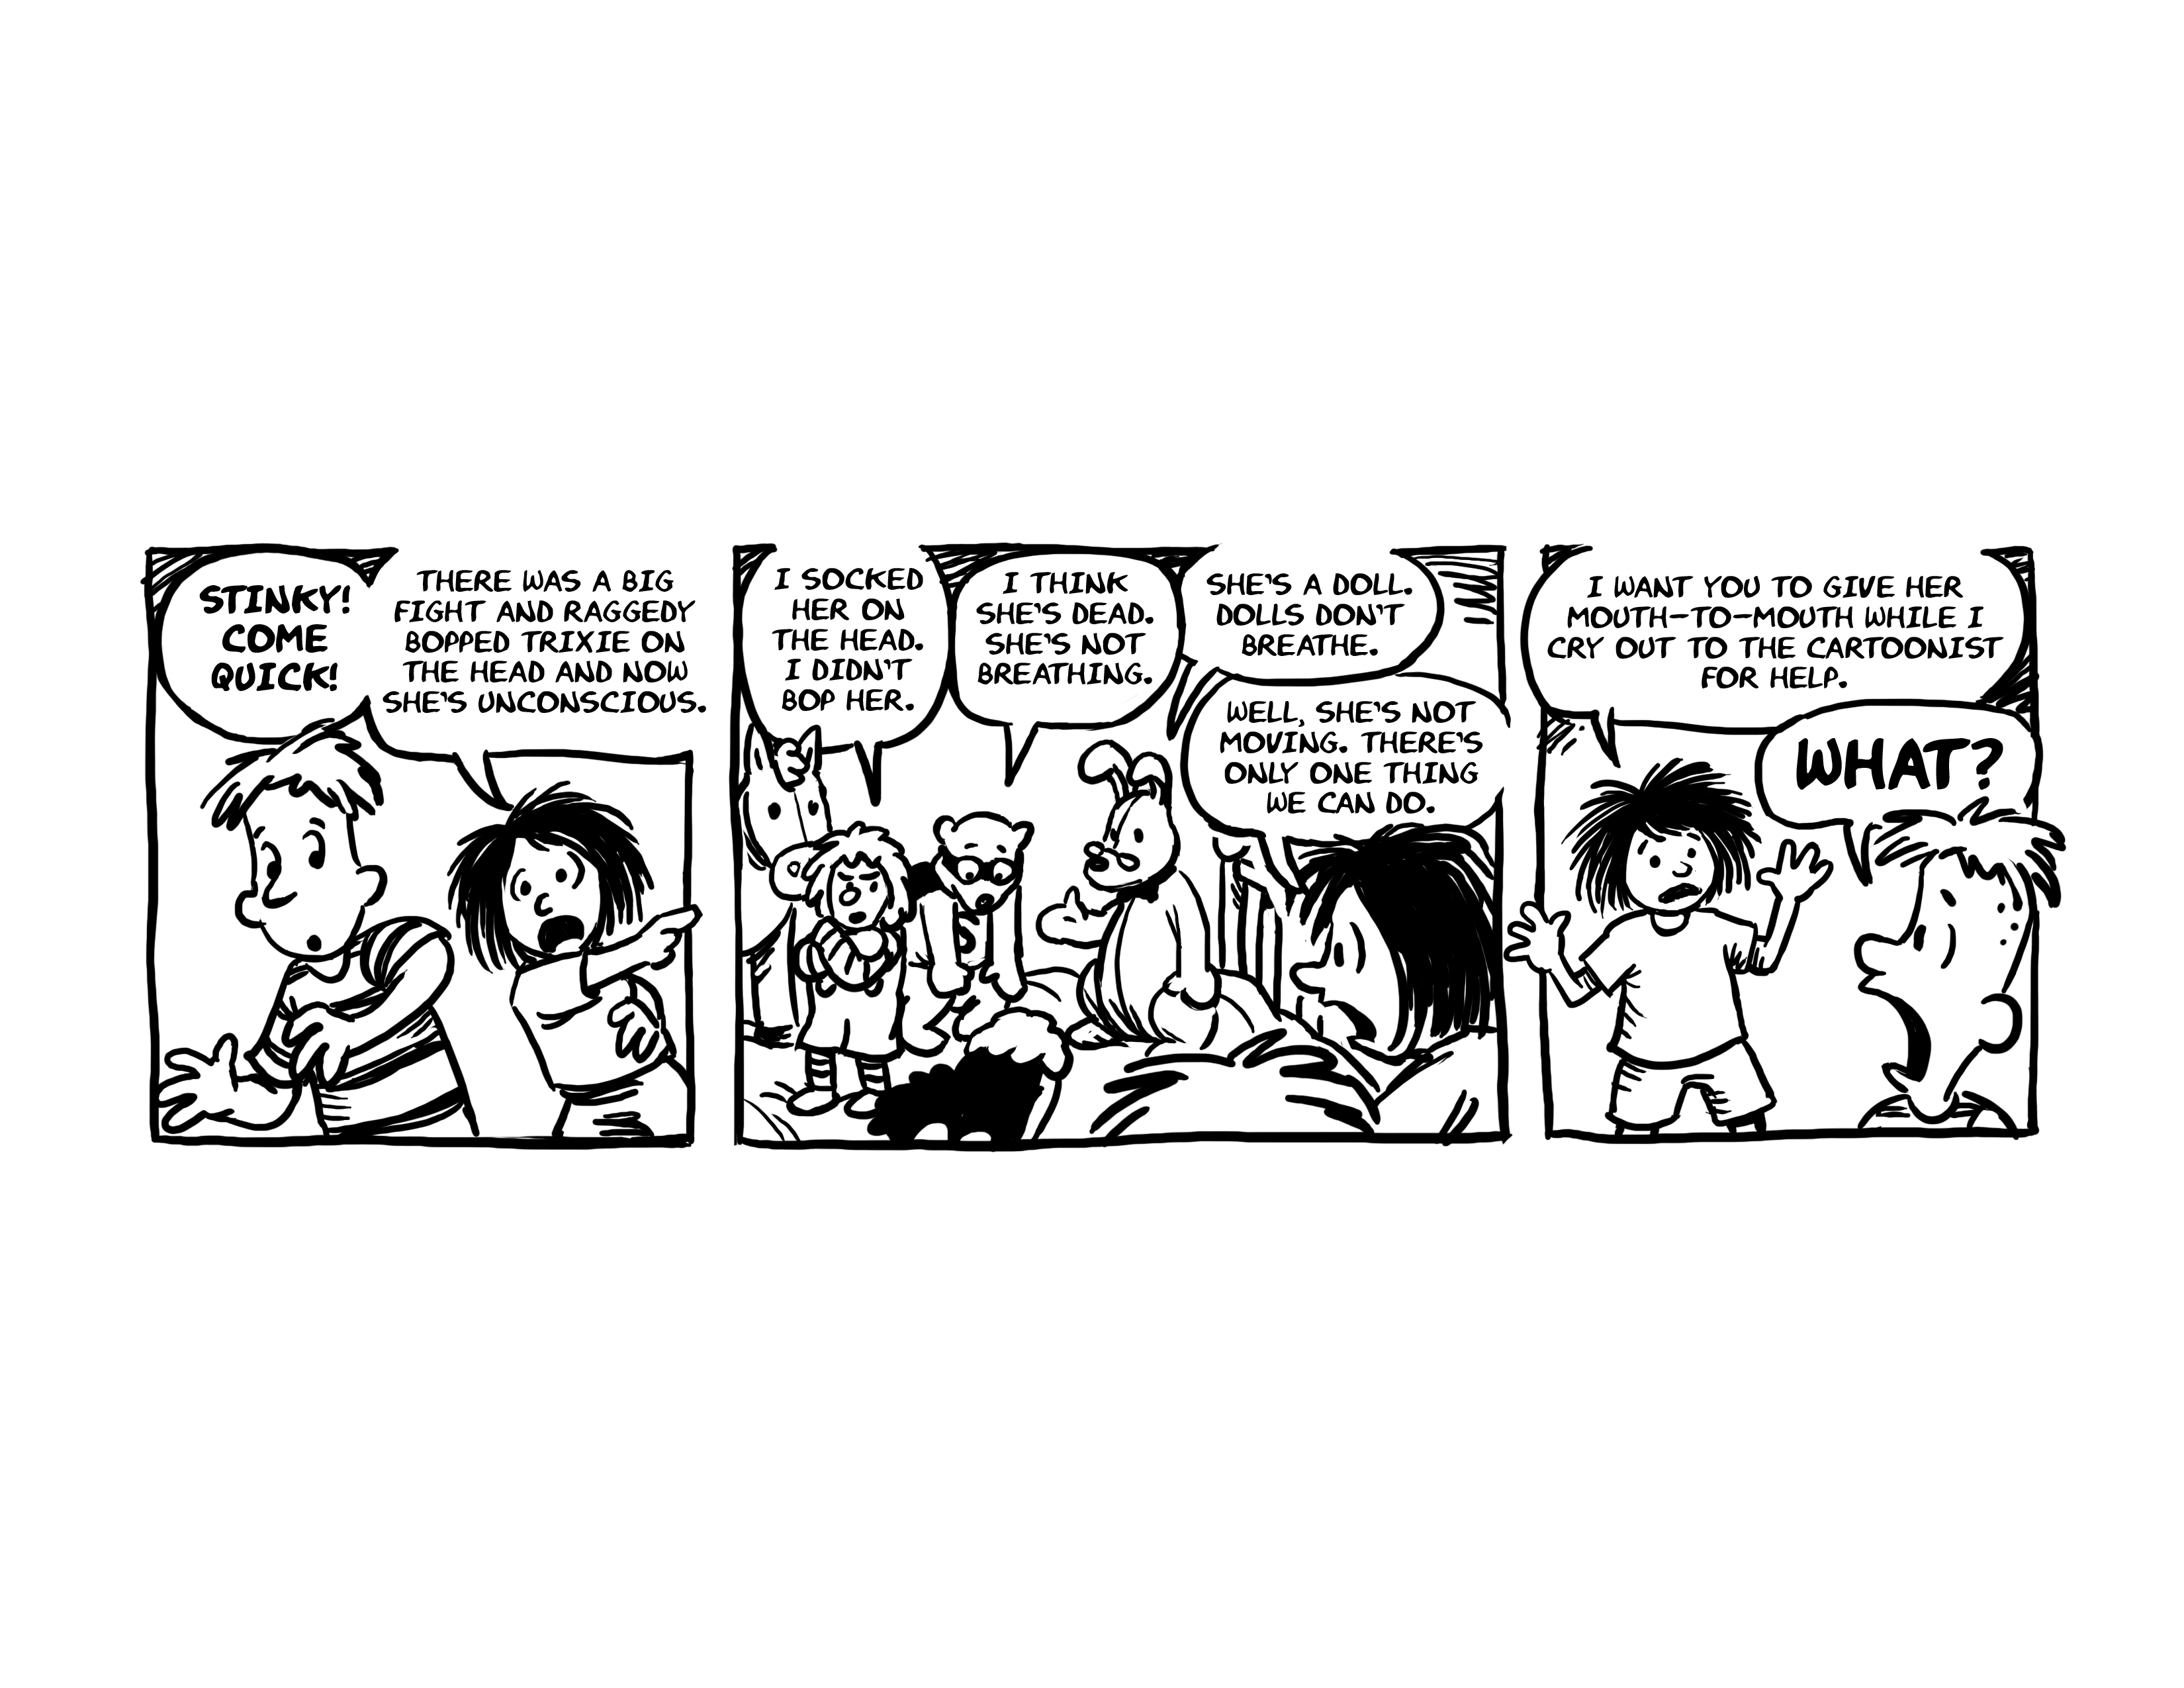 STINKY!
COME
QUICK!
THERE WAS A BIG
FIGHT AND RAGGEDY
BOPPED TRIXIE ON
THE HEAD AND NOW
SHE'S UNCONSCIOUS.
I SOCKED
HER ON
THE HEAD.
I DIDN'T
BOP HER.
I THINK
SHE'S DEAD.
SHE'S NOT
BREATHING.
SHE'S A DOLL.
DOLLS DON'T
BREATHE.
WELL, SHE'S NOT
MOVING. THERE'S
ONLY ONE THING
WE CAN DO.
I WANT YOU TO GIVE HER
MOUTH-TO-MOUTH WHILE I
CRY OUT TO THE CARTOONIST
FOR HELP.
WHAT?